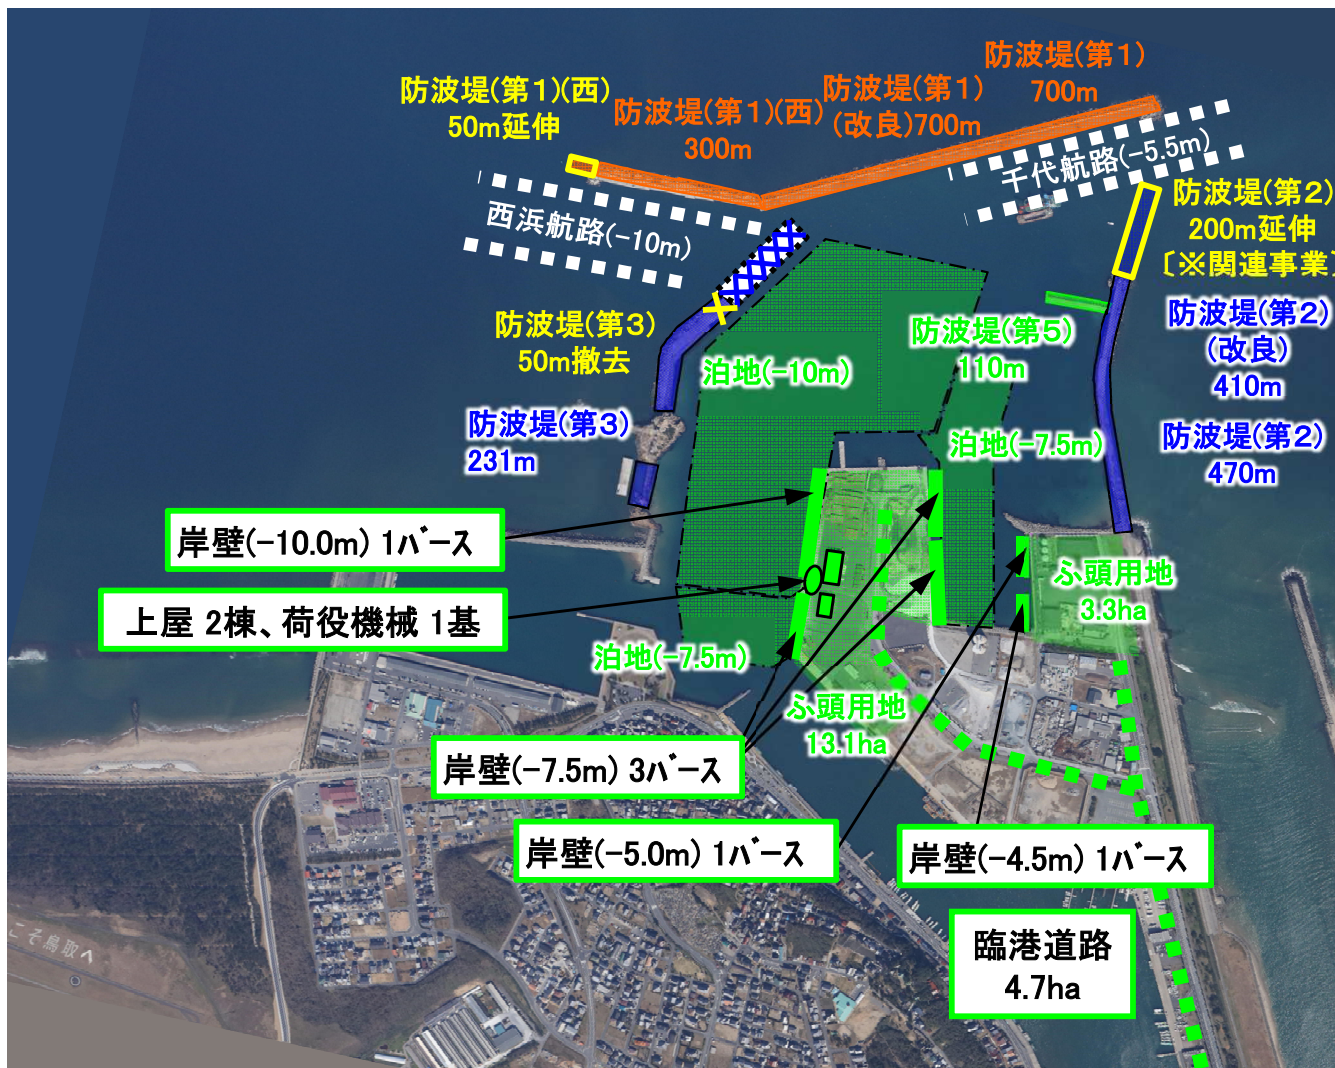 防波堤(第1)
700m
防波堤(第1)(西)
50m延伸
防波堤(第1)(西)
300m
防波堤(第1)
(改良)700m
千代航路(-5.5m)
西浜航路(-10m)
防波堤(第2)
200m延伸
〔※関連事業〕
防波堤(第3)
50m撤去
防波堤(第5)
110m
防波堤(第2)
(改良)
410m
泊地(-10m)
防波堤(第3)
231m
泊地(-7.5m)
防波堤(第2)
470m
岸壁(-10.0m) 1バース
上屋 2棟、荷役機械 1基
ふ頭用地
3.3ha
泊地(-7.5m)
ふ頭用地
13.1ha
岸壁(-7.5m) 3バース
岸壁(-5.0m) 1バース
岸壁(-4.5m) 1バース
臨港道路
4.7ha
こそ鳥取へ